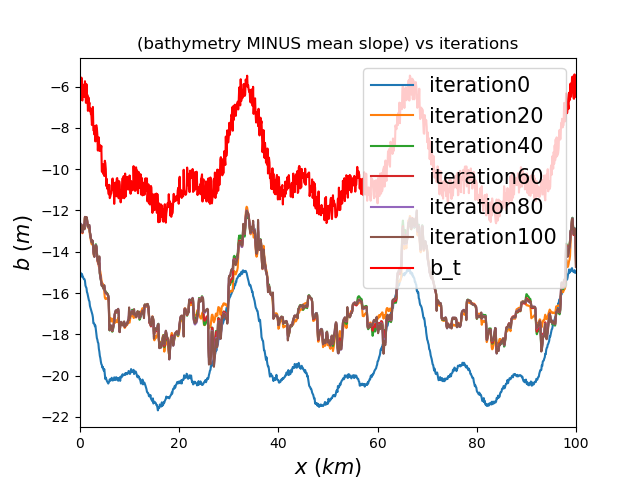 (bathymetry MINUS mean slope) vs iterations
iteration0
iteration20
iteration40
iteration60
iteration80
iteration100
b_t
−6
−8
−10
−12
−14
−16
−18
−20
−22
b (m)
0 20 40 60 80 100
x (km)